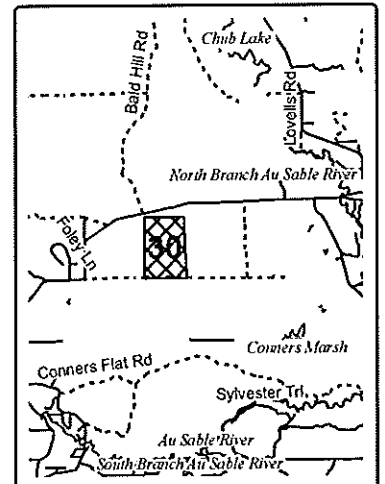 Chub Lake
Bald Hill Rd
Lovells Rd
North Branch Au Sable River
Foley Ln
30
Conners Marsh
Conners Flat Rd
Sylvester Trl
Au Sable River
South Branch Au Sable River